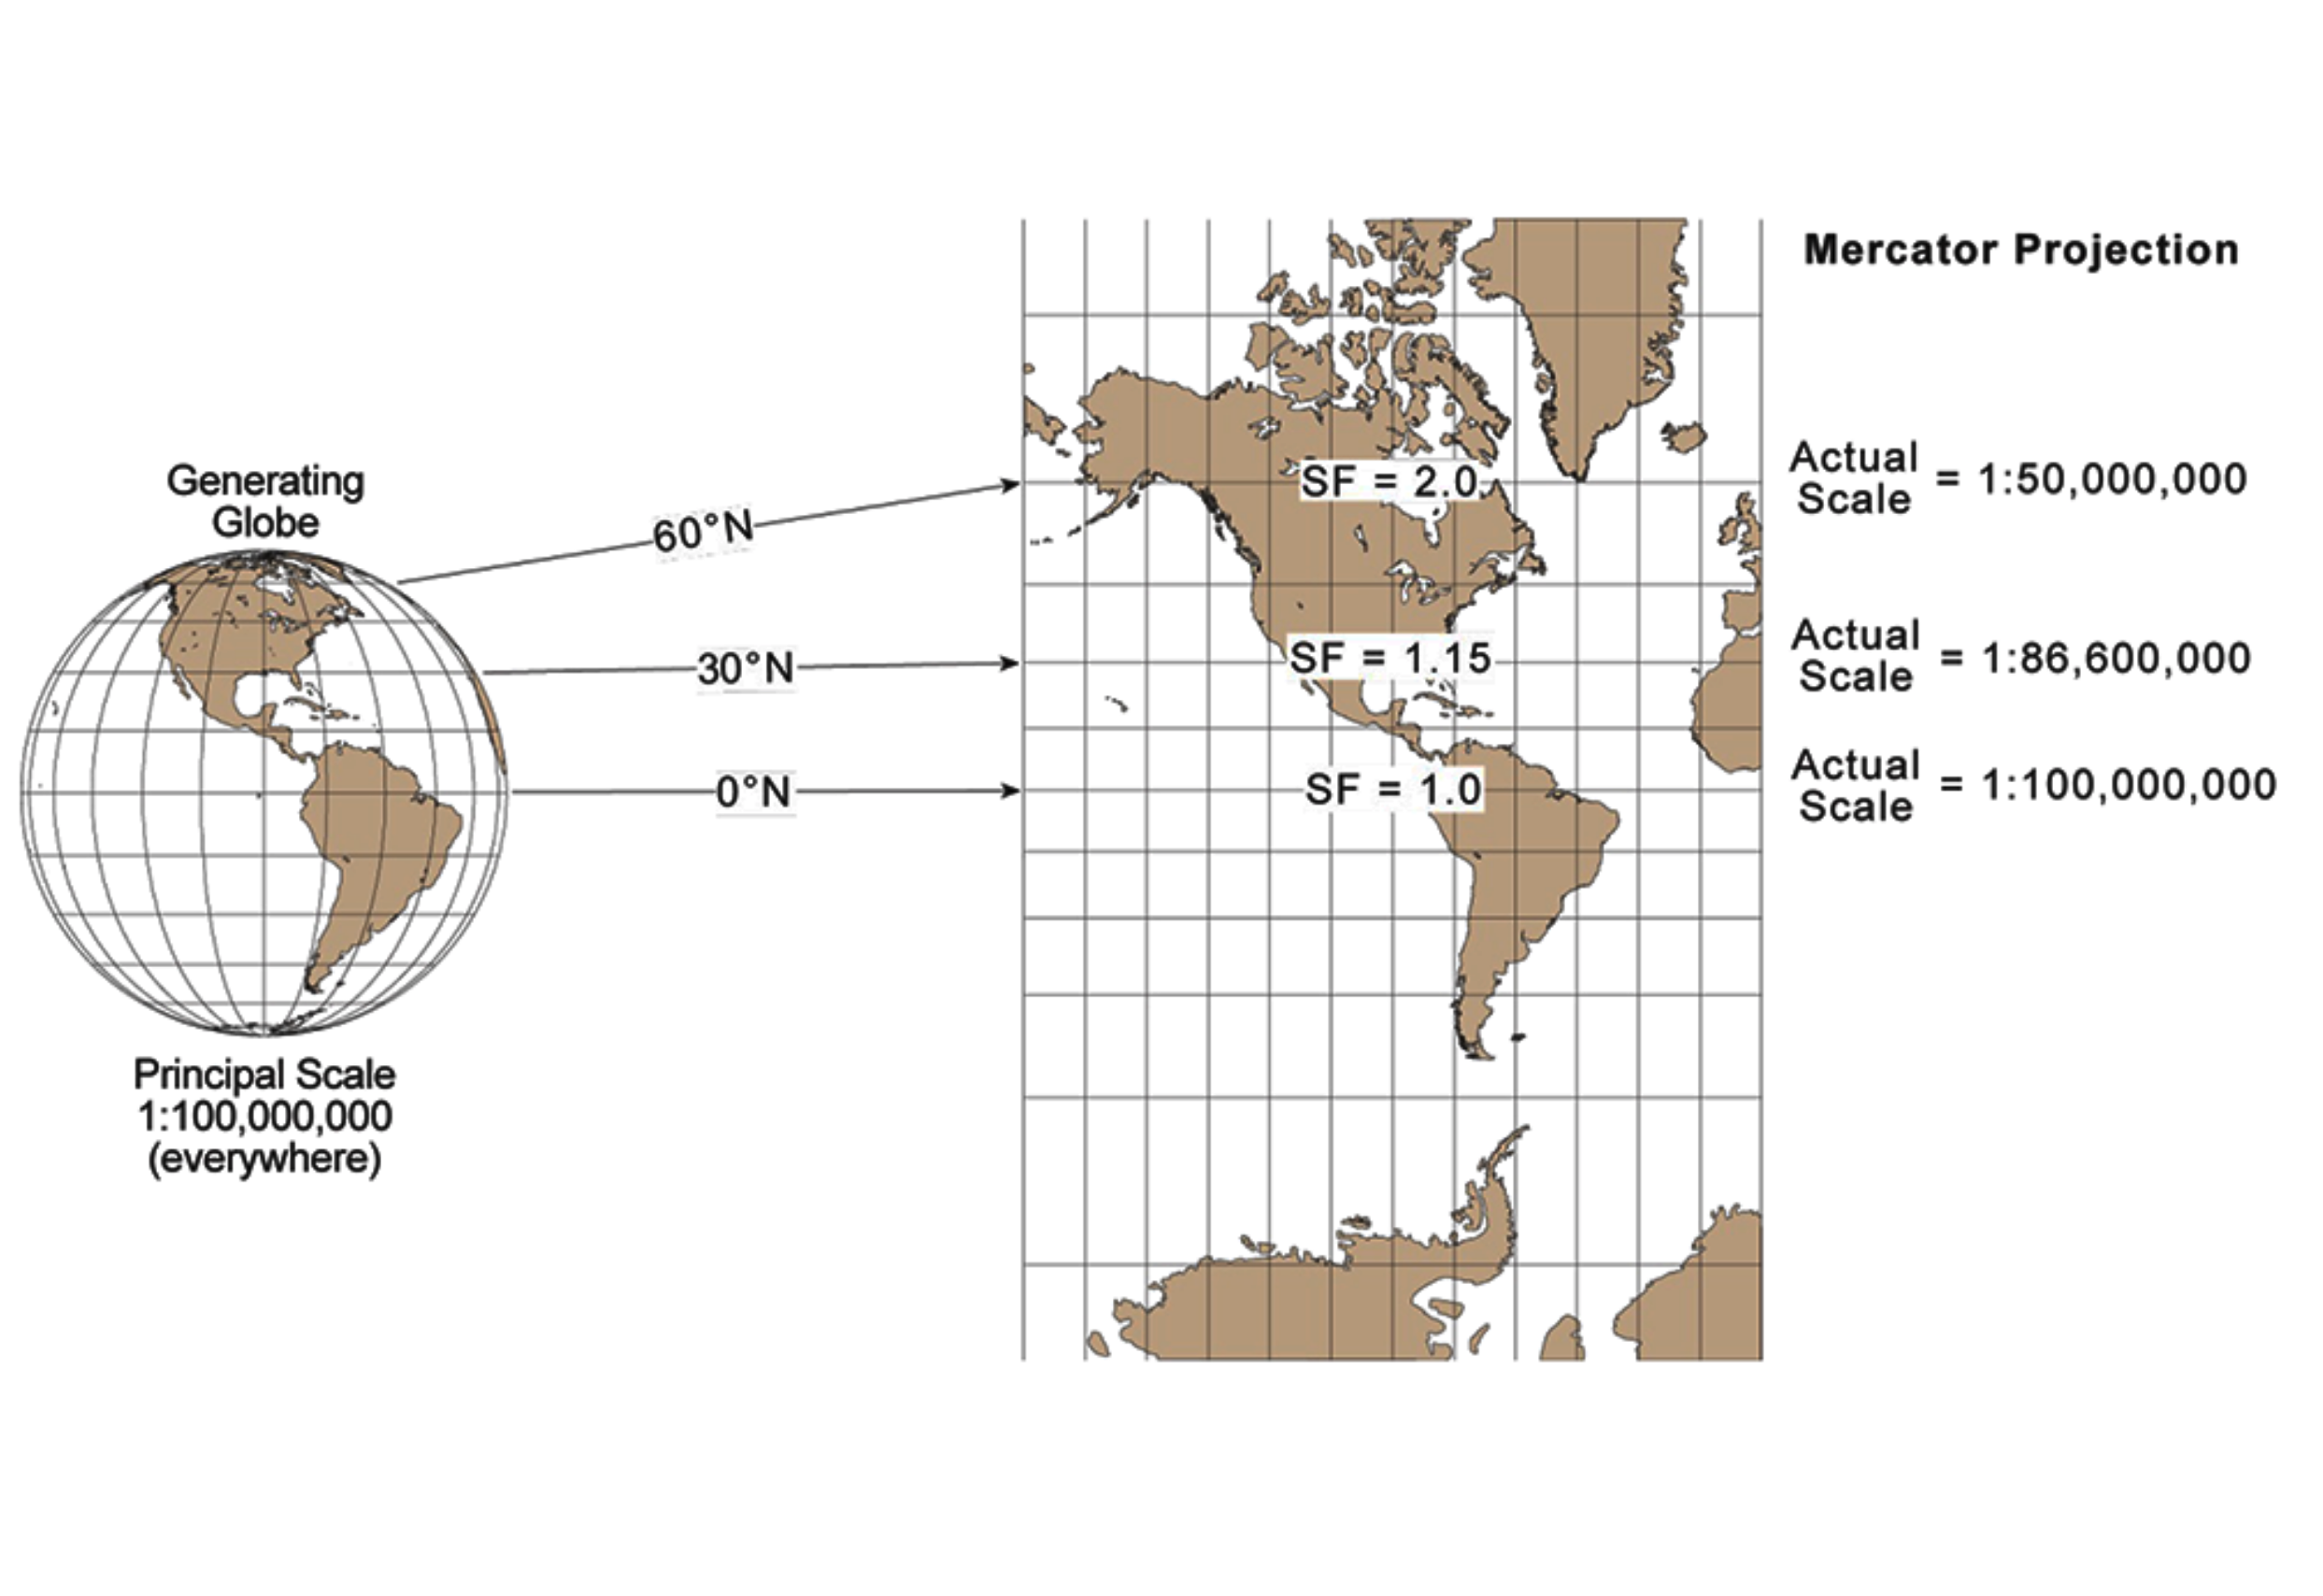 Mercator Projection
Generating
Globe
60°N
SF = 2.0
Actual
Scale
= 1:50,000,000
30°N
SF = 1.15
Actual
Scale
= 1:86,600,000
0°N
SF = 1.0
Actual
Scale
= 1:100,000,000
Principal Scale
1:100,000,000
(everywhere)